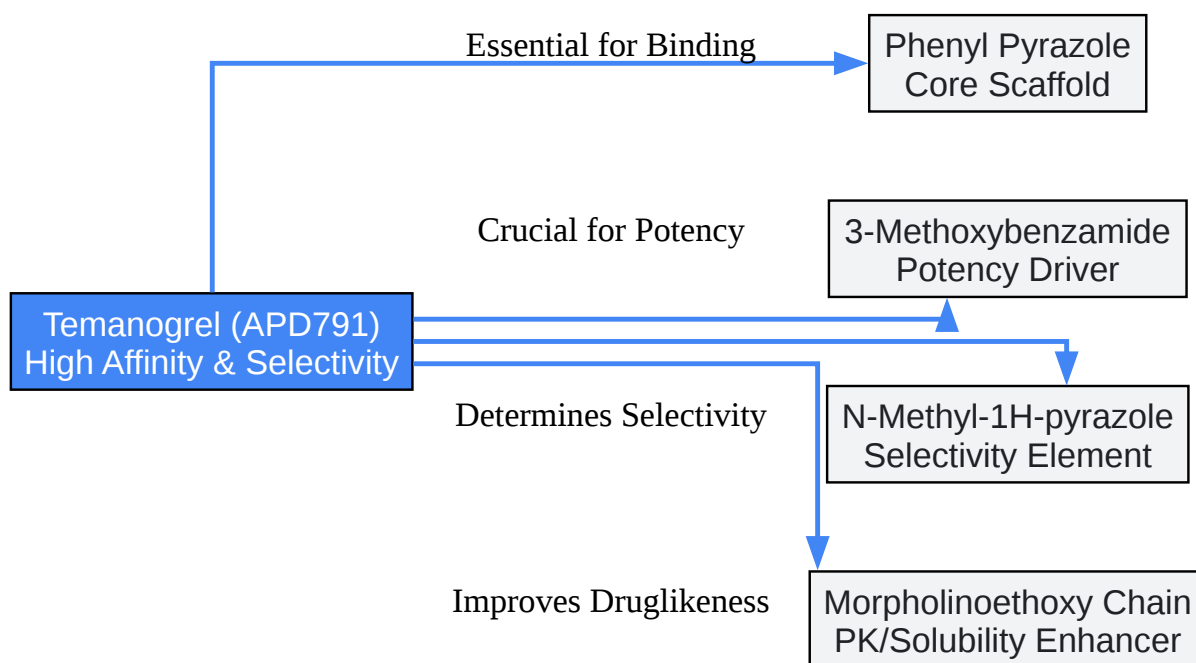 Essential for Binding
Phenyl Pyrazole
Core Scaffold
Crucial for Potency
3-Methoxybenzamide
Potency Driver
Temanogrel (APD791)
High Affinity & Selectivity
Determines Selectivity
N-Methyl-1H-pyrazole
Selectivity Element
Improves Druglikeness
Morpholinoethoxy Chain
PK/Solubility Enhancer